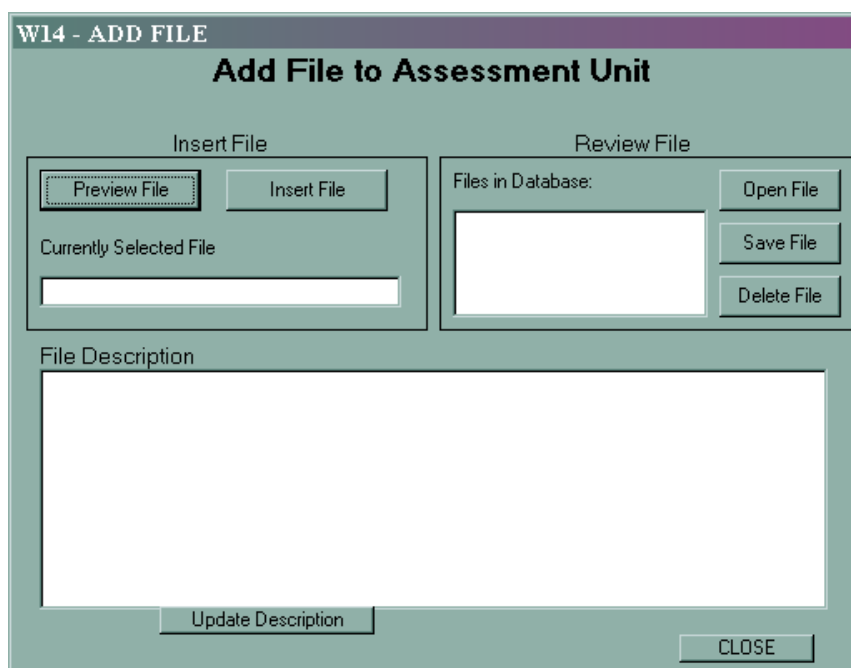 W14 - ADD FILE
Add File to Assessment Unit
Insert File
Review File
Preview File
Insert File
Currently Selected File
Files in Database:
Open File
Save File
Delete File
File Description
Update Description
CLOSE